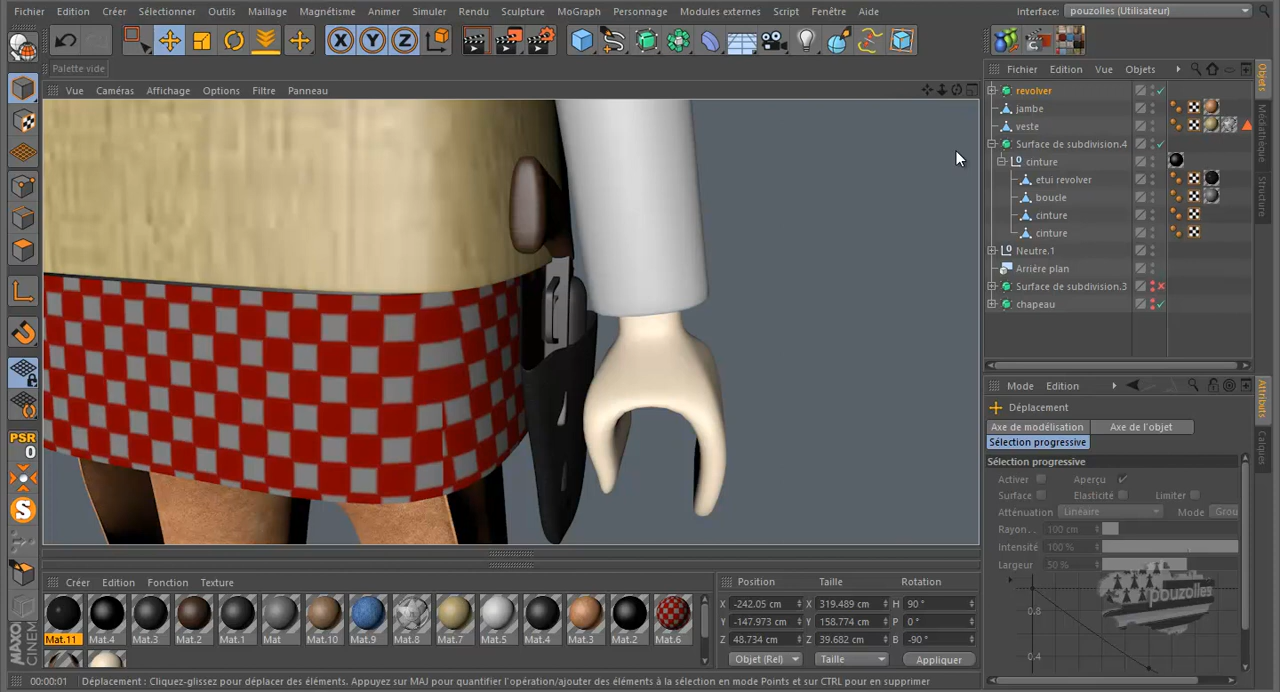 Fichier Edition Créer Sélectionner Outils Maillage Magnétisme Animer Simuler Rendu Sculpture MoGraph Personnage Modules externes Script Fenêtre Aide Interface: pouzolles (Utilisateur)
Palette vide
Vue Caméras Affichage Options Filtre Panneau
Fichier Edition Vue Objets
revolver
jambe
veste
Surface de subdivision.4
cinture
etui revolver
boucle
cinture
cinture
Neutre.1
Arrière plan
Surface de subdivision.3
chapeau
Objets
Médiathèque
Structure
Mode Edition
Déplacement
Axe de modélisation Axe de l'objet
Sélection progressive
Sélection progressive
Activer Aperçu
Surface Elasticité Limiter
Atténuation Linéaire Mode Grou
Rayon . . 100 cm
Intensité 100 %
Largeur 50 %
0.8
0.4
pouzolles
Attributs
Calques
PSR
0
S
MAXO
CINEM
Créer Edition Fonction Texture
Mat.11 Mat.4 Mat.3 Mat.2 Mat.1 Mat Mat.10 Mat.9 Mat.8 Mat.7 Mat.5 Mat.4 Mat.3 Mat.2 Mat.6
Position Taille Rotation
X -242.05 cm X 319.489 cm H 90 °
Y -147.973 cm Y 158.774 cm P 0 °
Z 48.734 cm Z 39.682 cm B -90 °
Objet (Rel) Taille Appliquer
00:00:01 Déplacement : Cliquez-glissez pour déplacer des éléments. Appuyez sur MAJ pour quantifier l'opération/ajouter des éléments à la sélection en mode Points et sur CTRL pour en supprimer